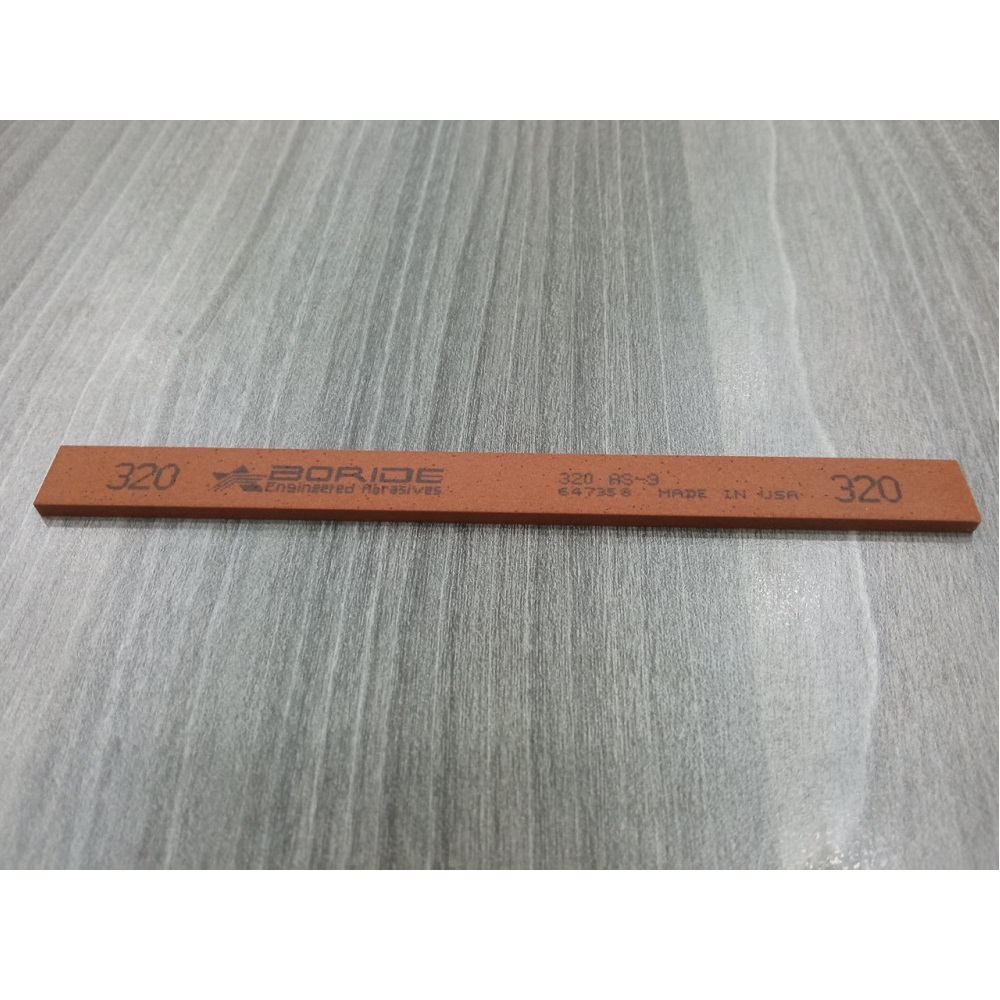 320
BORIDE
Engineered Abrasives
320 AS-9
647358 MADE IN USA
320